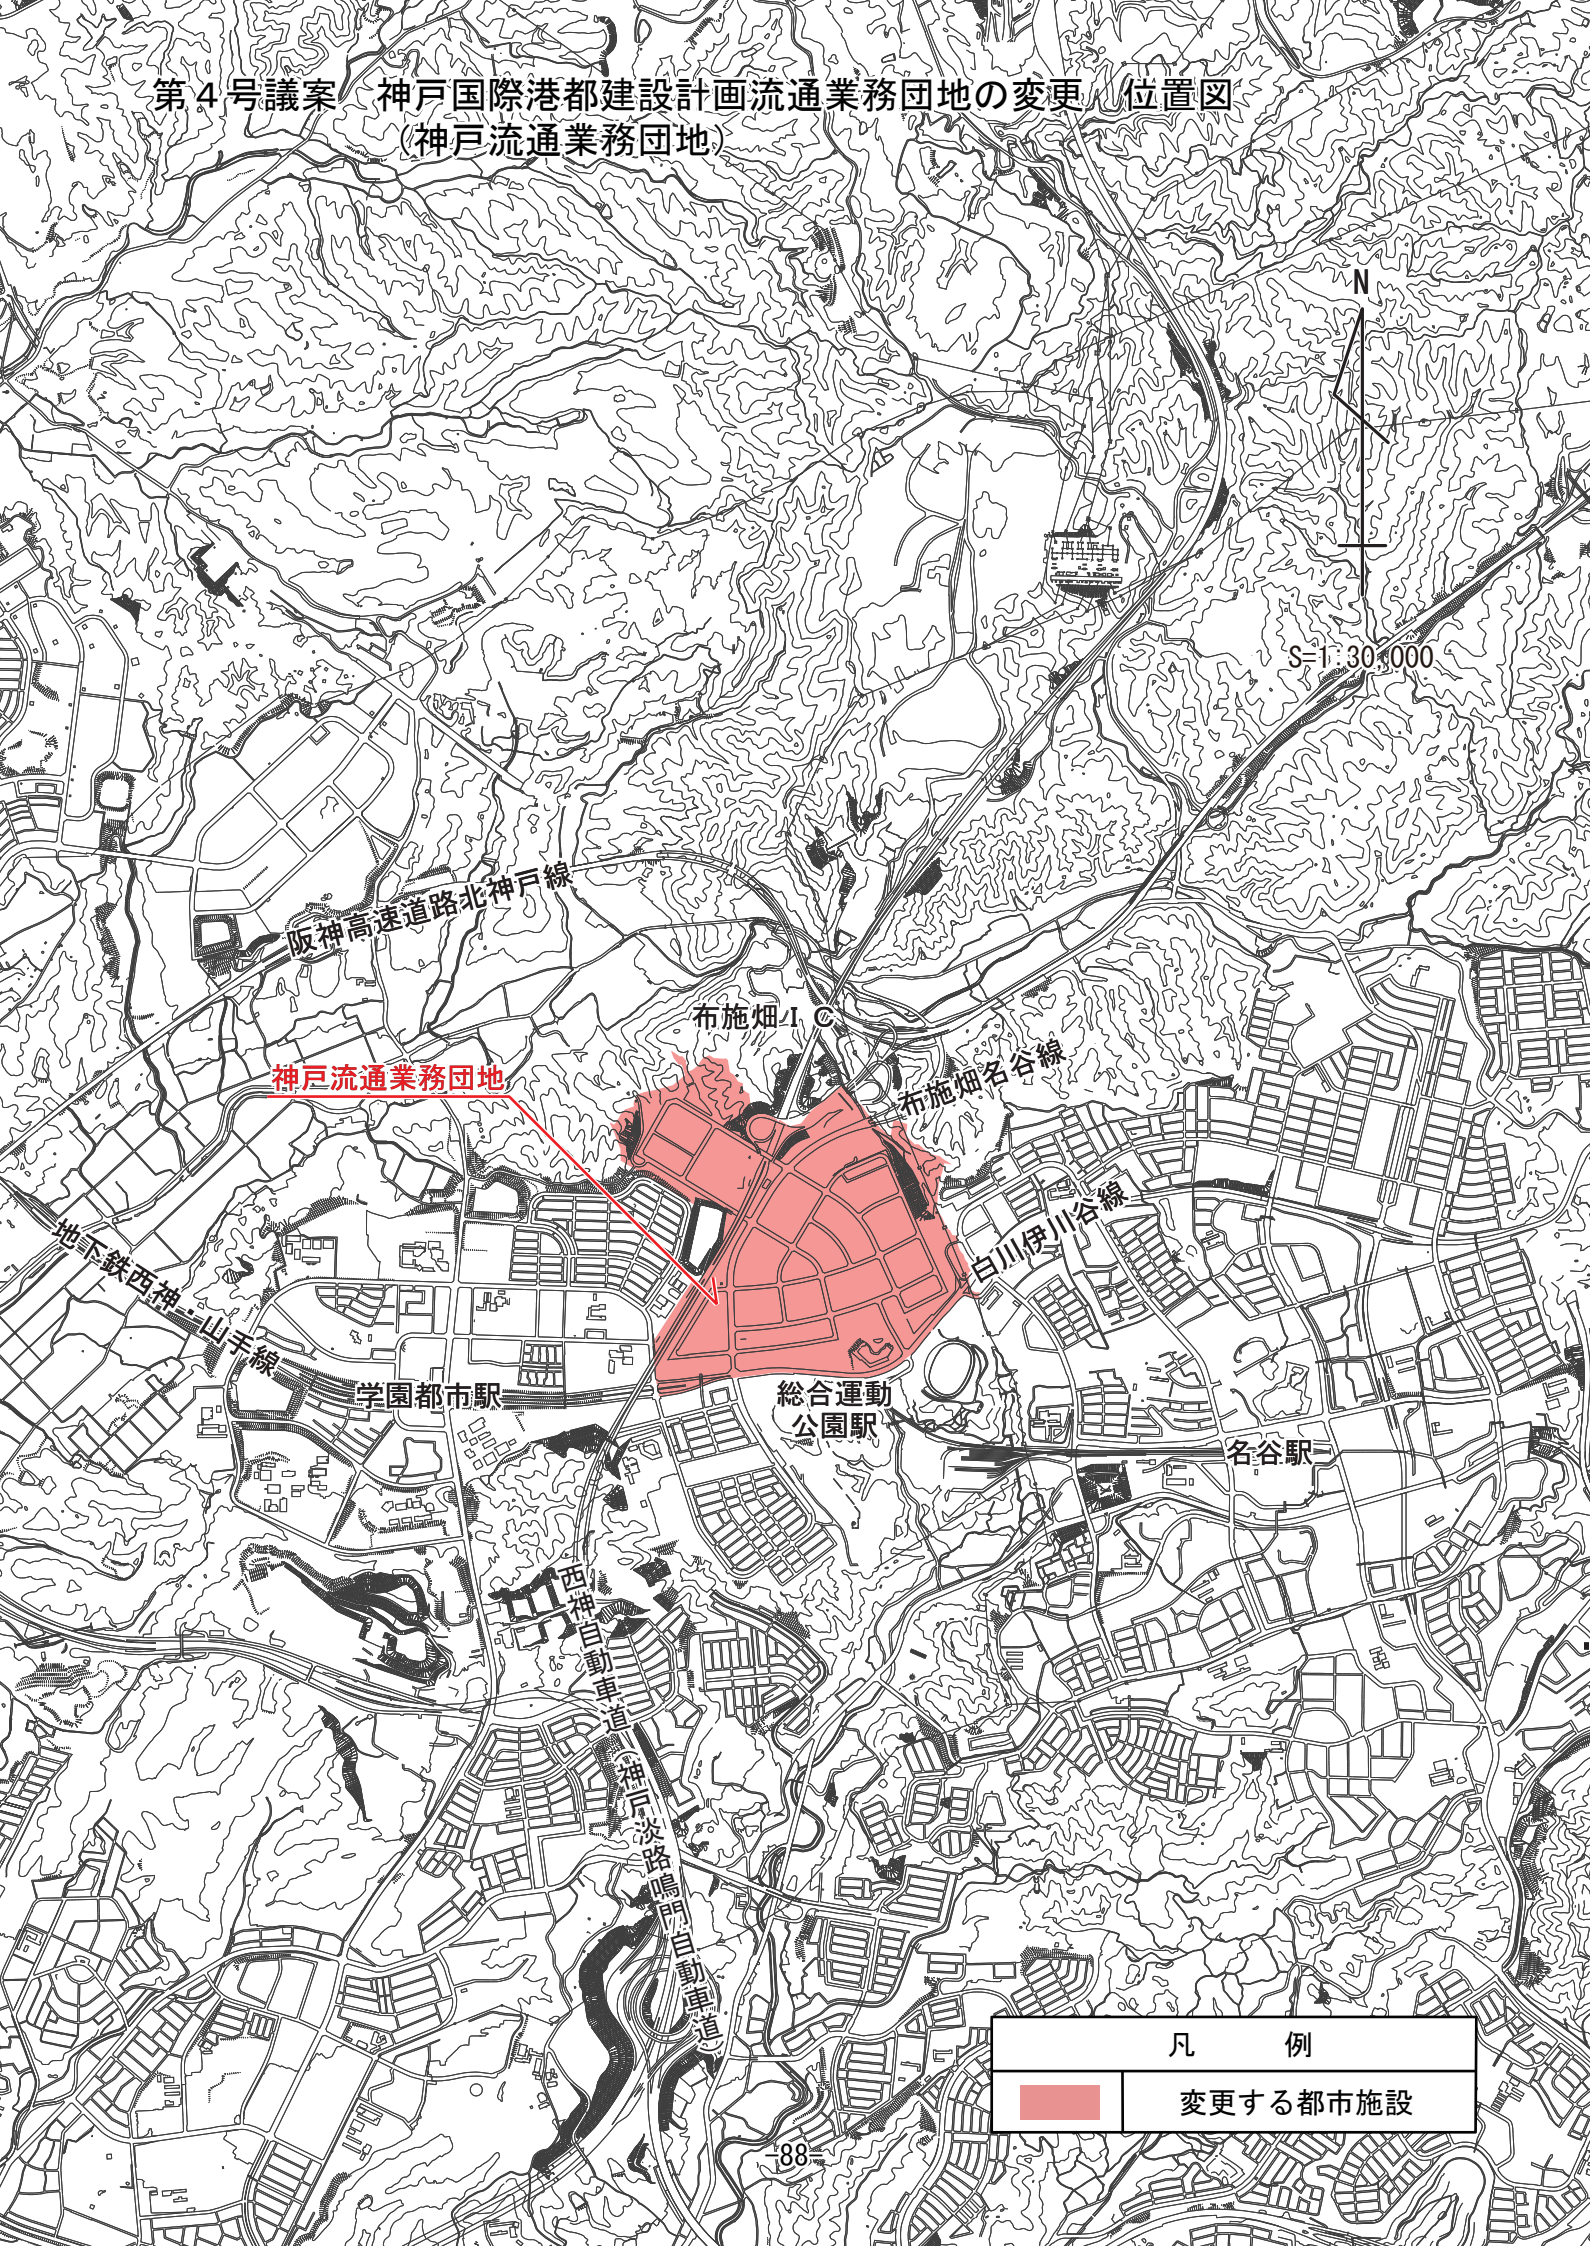 第４号議案　神戸国際港都建設計画流通業務団地の変更　位置図
（神戸流通業務団地）
N
S=1:30,000
阪神高速道路北神戸線
布施畑ＩＣ
布施畑名谷線
神戸流通業務団地
白川伊川谷線
地下鉄西神・山手線
学園都市駅
総合運動
公園駅
名谷駅
西神自動車道（神戸淡路鳴門自動車道）
凡　　　例
変更する都市施設
-88-